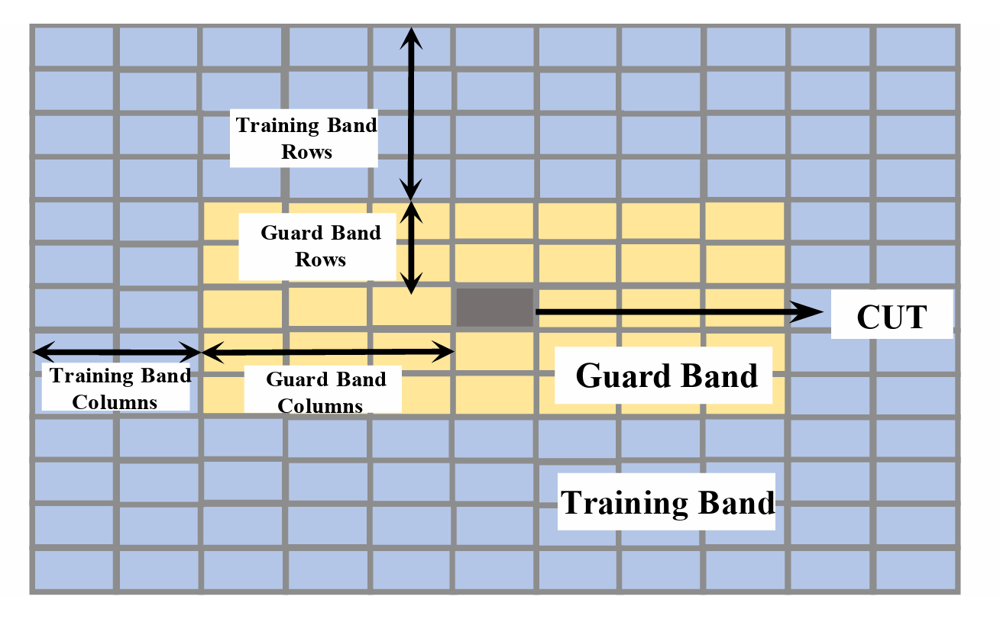 Training Band
Rows
Guard Band
Rows
CUT
Training Band
Columns
Guard Band
Columns
Guard Band
Training Band